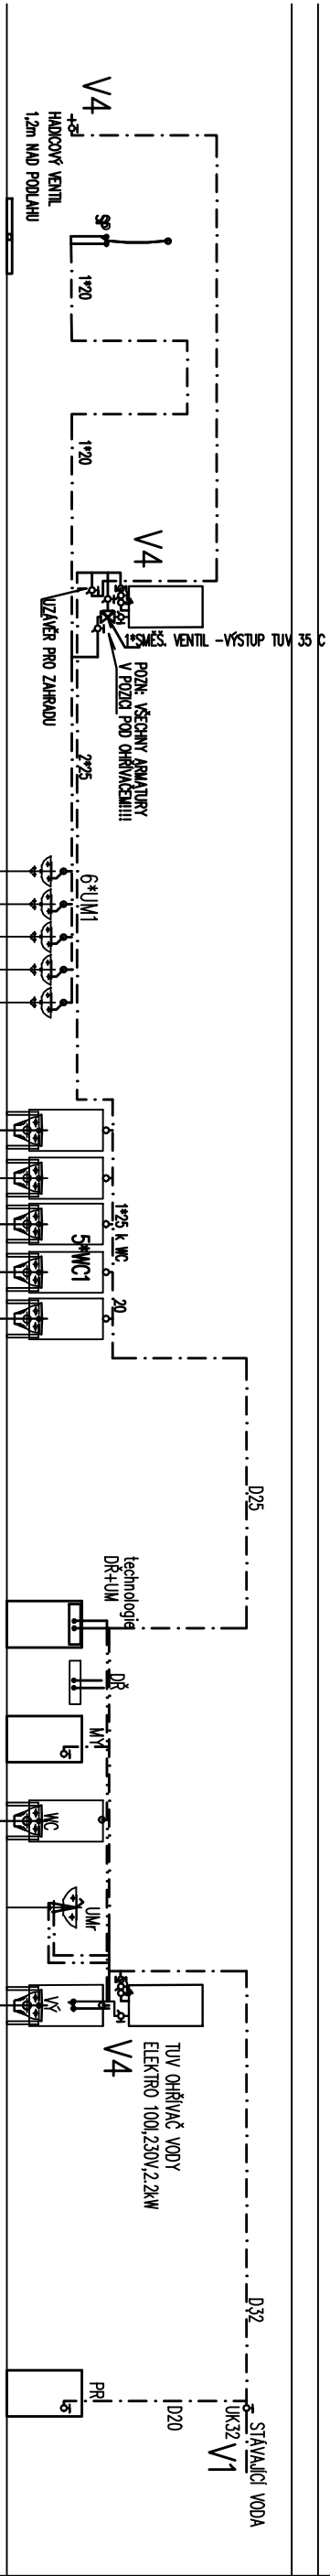 V4
HADICOVÝ VENTIL
1,2m NAD PODLAHU
SP
1*20
1*20
V4
1*SMĚŠ. VENTIL -VÝSTUP TUV 35 C
POZN: VŠECHNY ARMATURY
V POZICI POD OHŘÍVAČEM!!!!
UZÁVĚR PRO ZAHRADU
2*25
6*UM1
1*25 k WC
5*WC1
20
D25
technologie
DŘ+UM
DŘ
MY
WC
UMr
VÝ
V4
TUV OHŘÍVAČ VODY
ELEKTRO 100l,230V,2.2kW
D32
STÁVAJÍCÍ VODA
UK32
V1
D20
PR